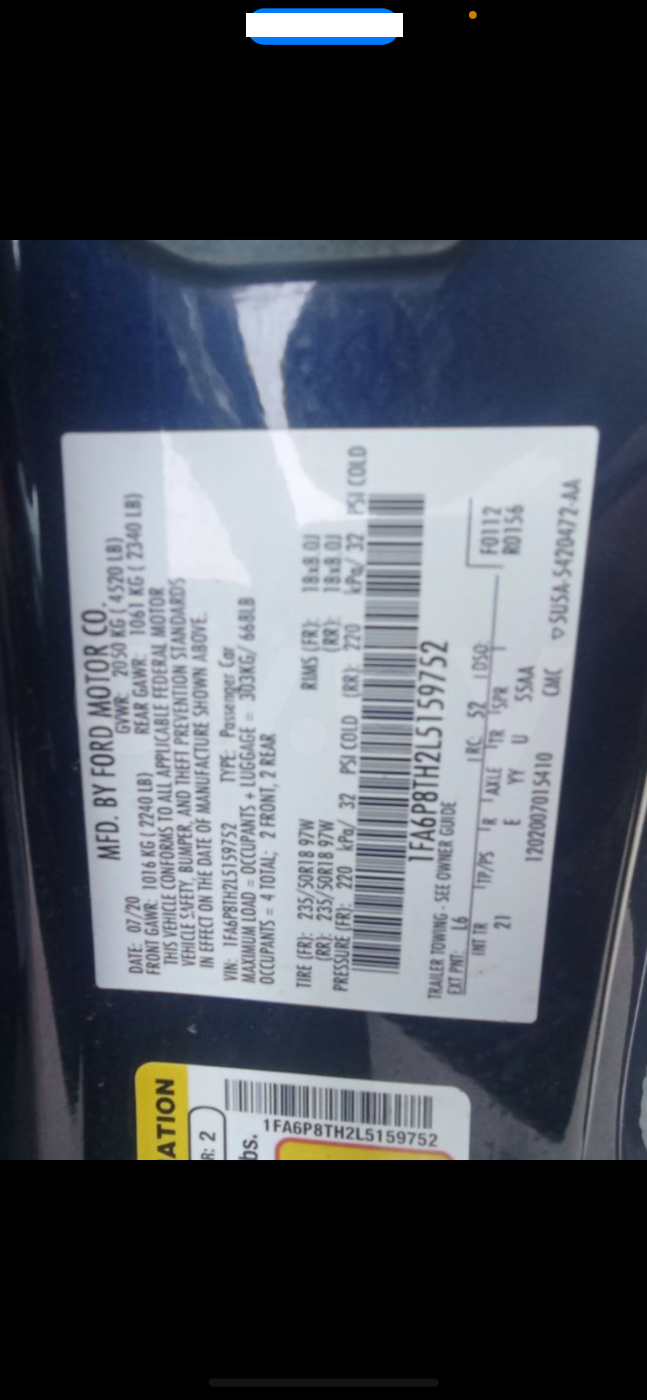 MFD. BY FORD MOTOR CO.
DATE: 07/20 GVWR: 2050 KG ( 4520 LB)
FRONT GAWR: 1016 KG ( 2240 LB) REAR GAWR: 1061 KG ( 2340 LB)
THIS VEHICLE CONFORMS TO ALL APPLICABLE FEDERAL MOTOR
VEHICLE SAFETY, BUMPER, AND THEFT PREVENTION STANDARDS
IN EFFECT ON THE DATE OF MANUFACTURE SHOWN ABOVE.
VIN: 1FA6P8TH2L5159752 TYPE: Passenger Car
MAXIMUM LOAD = OCCUPANTS + LUGGAGE = 303KG/ 668LB
OCCUPANTS = 4 TOTAL; 2 FRONT, 2 REAR
TIRE (FR): 235/50R18 97W RIMS (FR): 18x8.0J
(RR): 235/50R18 97W (RR): 18x8.0J
PRESSURE (FR): 220 kPa/ 32 PSI COLD (RR): 220 kPa/ 32 PSI COLD
1FA6P8TH2L5159752
TRAILER TOWING - SEE OWNER GUIDE
EXT PNT: L6 RC: 52 DSO:
INT TR TP/PS R AXLE TR SPR F0112
21 E YY U 55AA R0156
1202007015410 CMC ▽5U5A-5420472-AA
ATION
R: 2
bs.
1FA6P8TH2L5159752